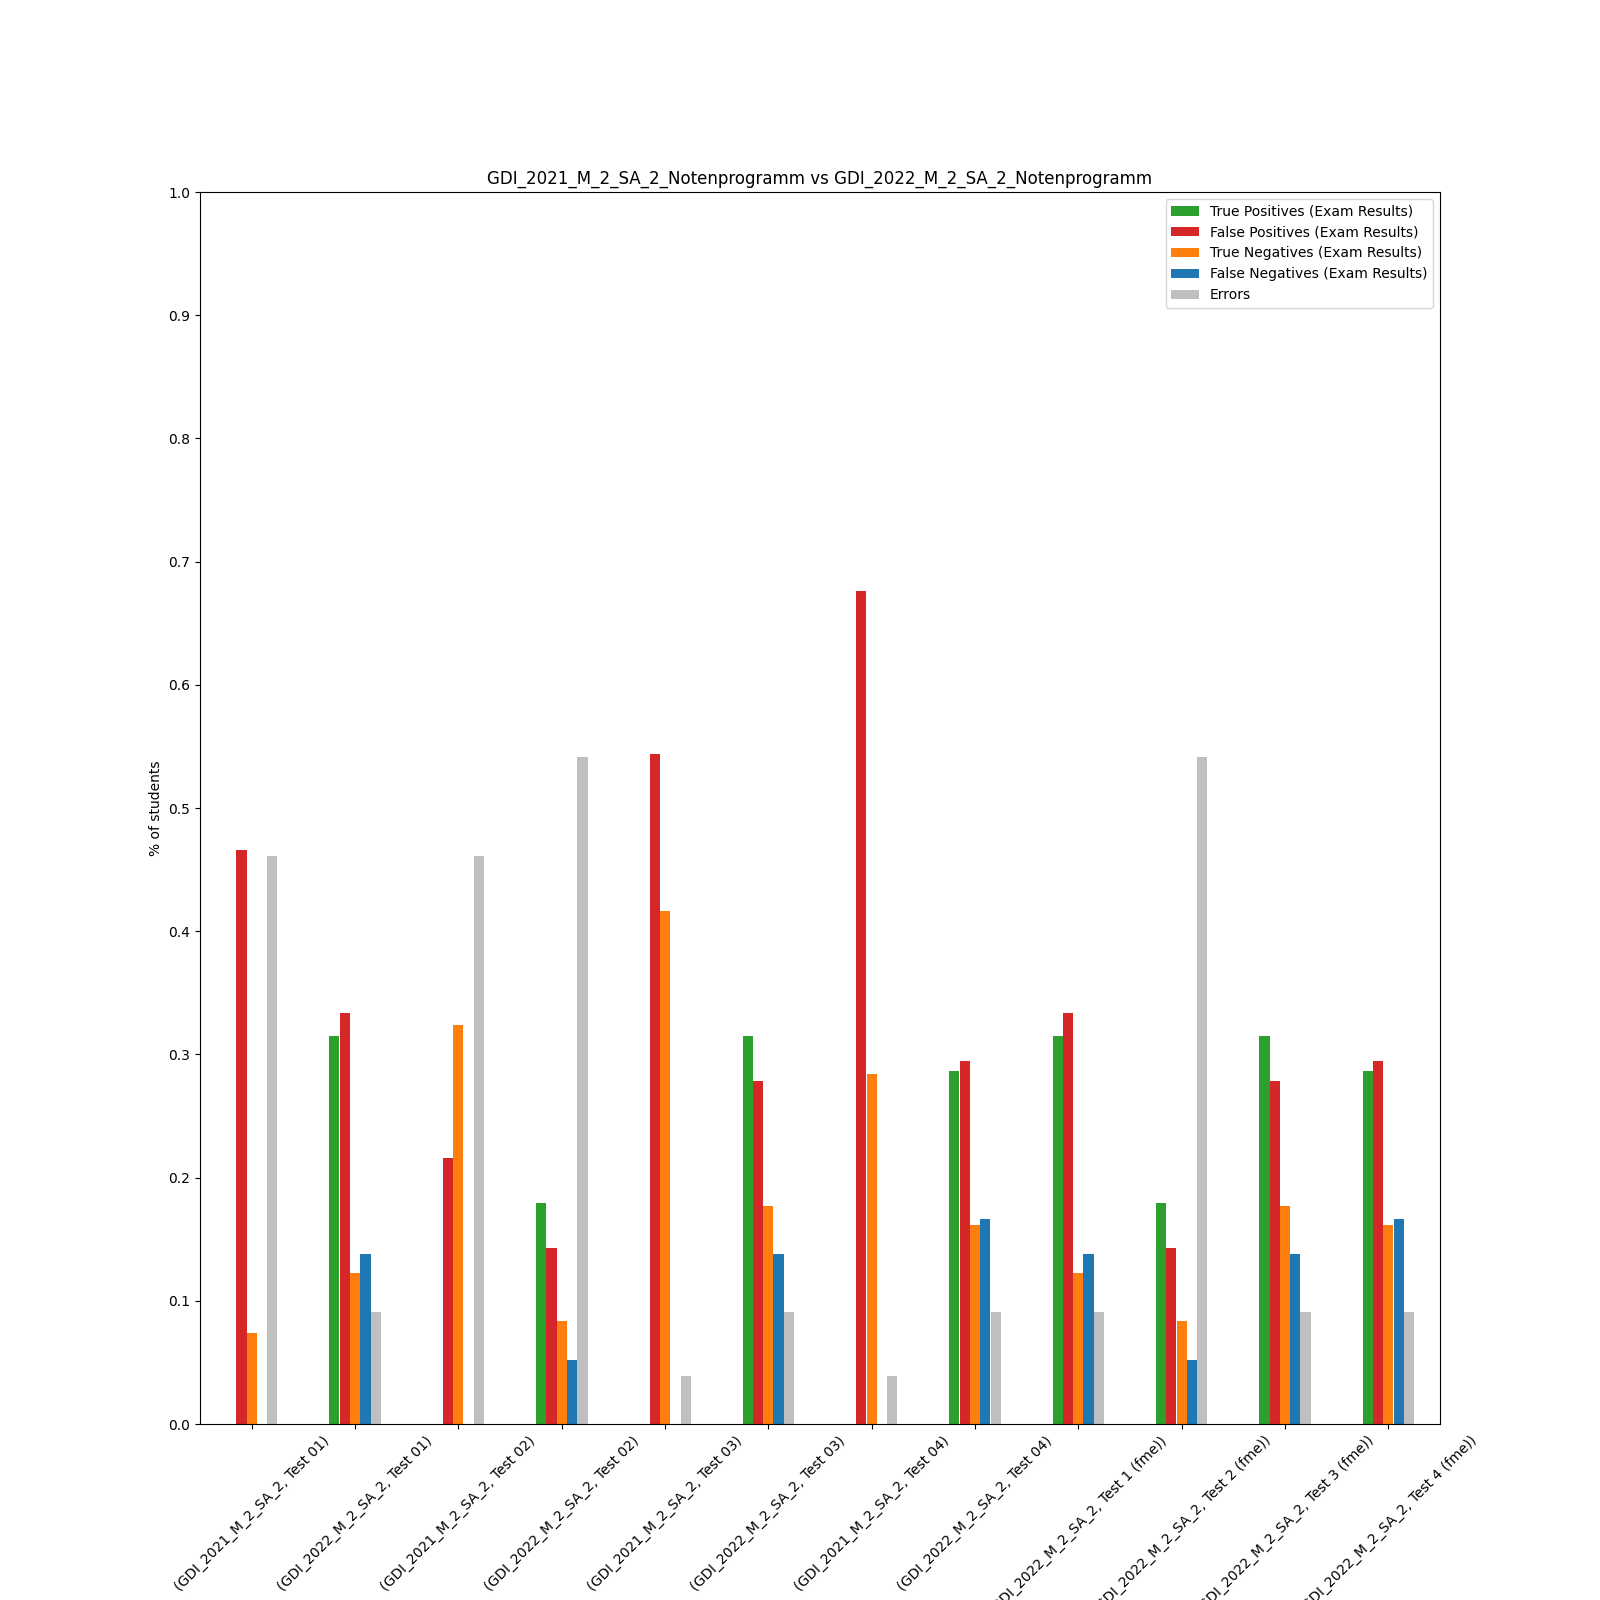 GDI_2021_M_2_SA_2_Notenprogramm vs GDI_2022_M_2_SA_2_Notenprogramm
True Positives (Exam Results)
False Positives (Exam Results)
True Negatives (Exam Results)
False Negatives (Exam Results)
Errors
% of students
1.0
0.9
0.8
0.7
0.6
0.5
0.4
0.3
0.2
0.1
0.0
(GDI_2021_M_2_SA_2, Test 01)
(GDI_2022_M_2_SA_2, Test 01)
(GDI_2021_M_2_SA_2, Test 02)
(GDI_2022_M_2_SA_2, Test 02)
(GDI_2021_M_2_SA_2, Test 03)
(GDI_2022_M_2_SA_2, Test 03)
(GDI_2021_M_2_SA_2, Test 04)
(GDI_2022_M_2_SA_2, Test 04)
GDI_2022_M_2_SA_2, Test 1 (fme))
GDI_2022_M_2_SA_2, Test 2 (fme))
GDI_2022_M_2_SA_2, Test 3 (fme))
GDI_2022_M_2_SA_2, Test 4 (fme))